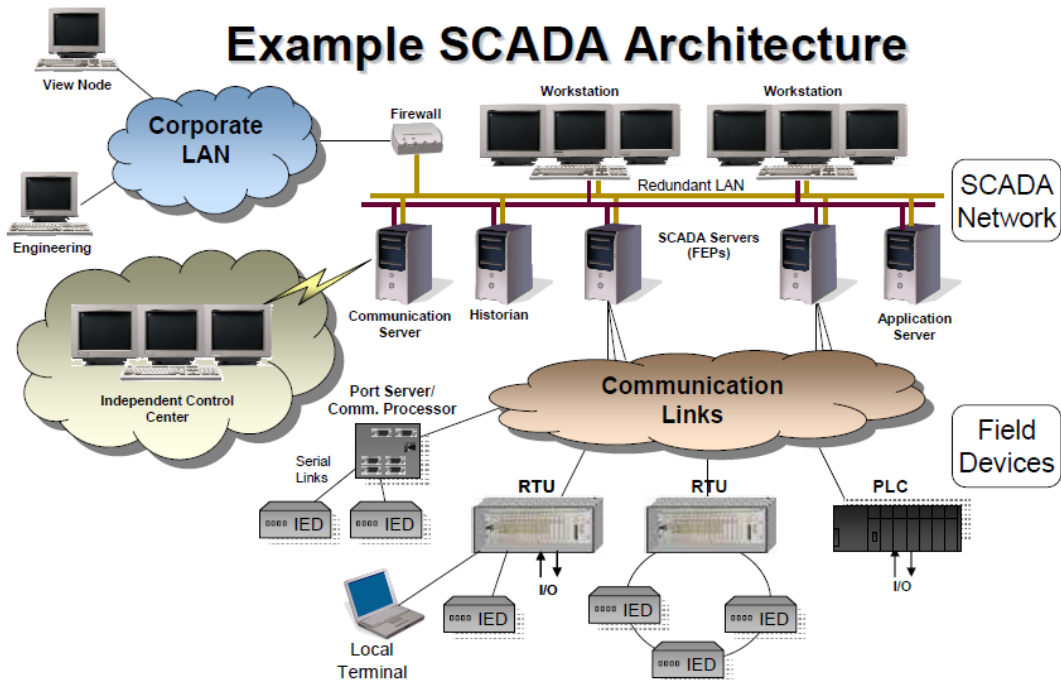 Example SCADA Architecture
View Node
Corporate
LAN
Engineering
Firewall
Workstation
Workstation
Redundant LAN
SCADA
Network
Communication
Server
Historian
SCADA Servers
(FEPs)
Application
Server
Independent Control
Center
Port Server/
Comm. Processor
Communication
Links
Field
Devices
Serial
Links
IED
IED
RTU
RTU
PLC
I/O
I/O
IED
IED
IED
IED
Local
Terminal